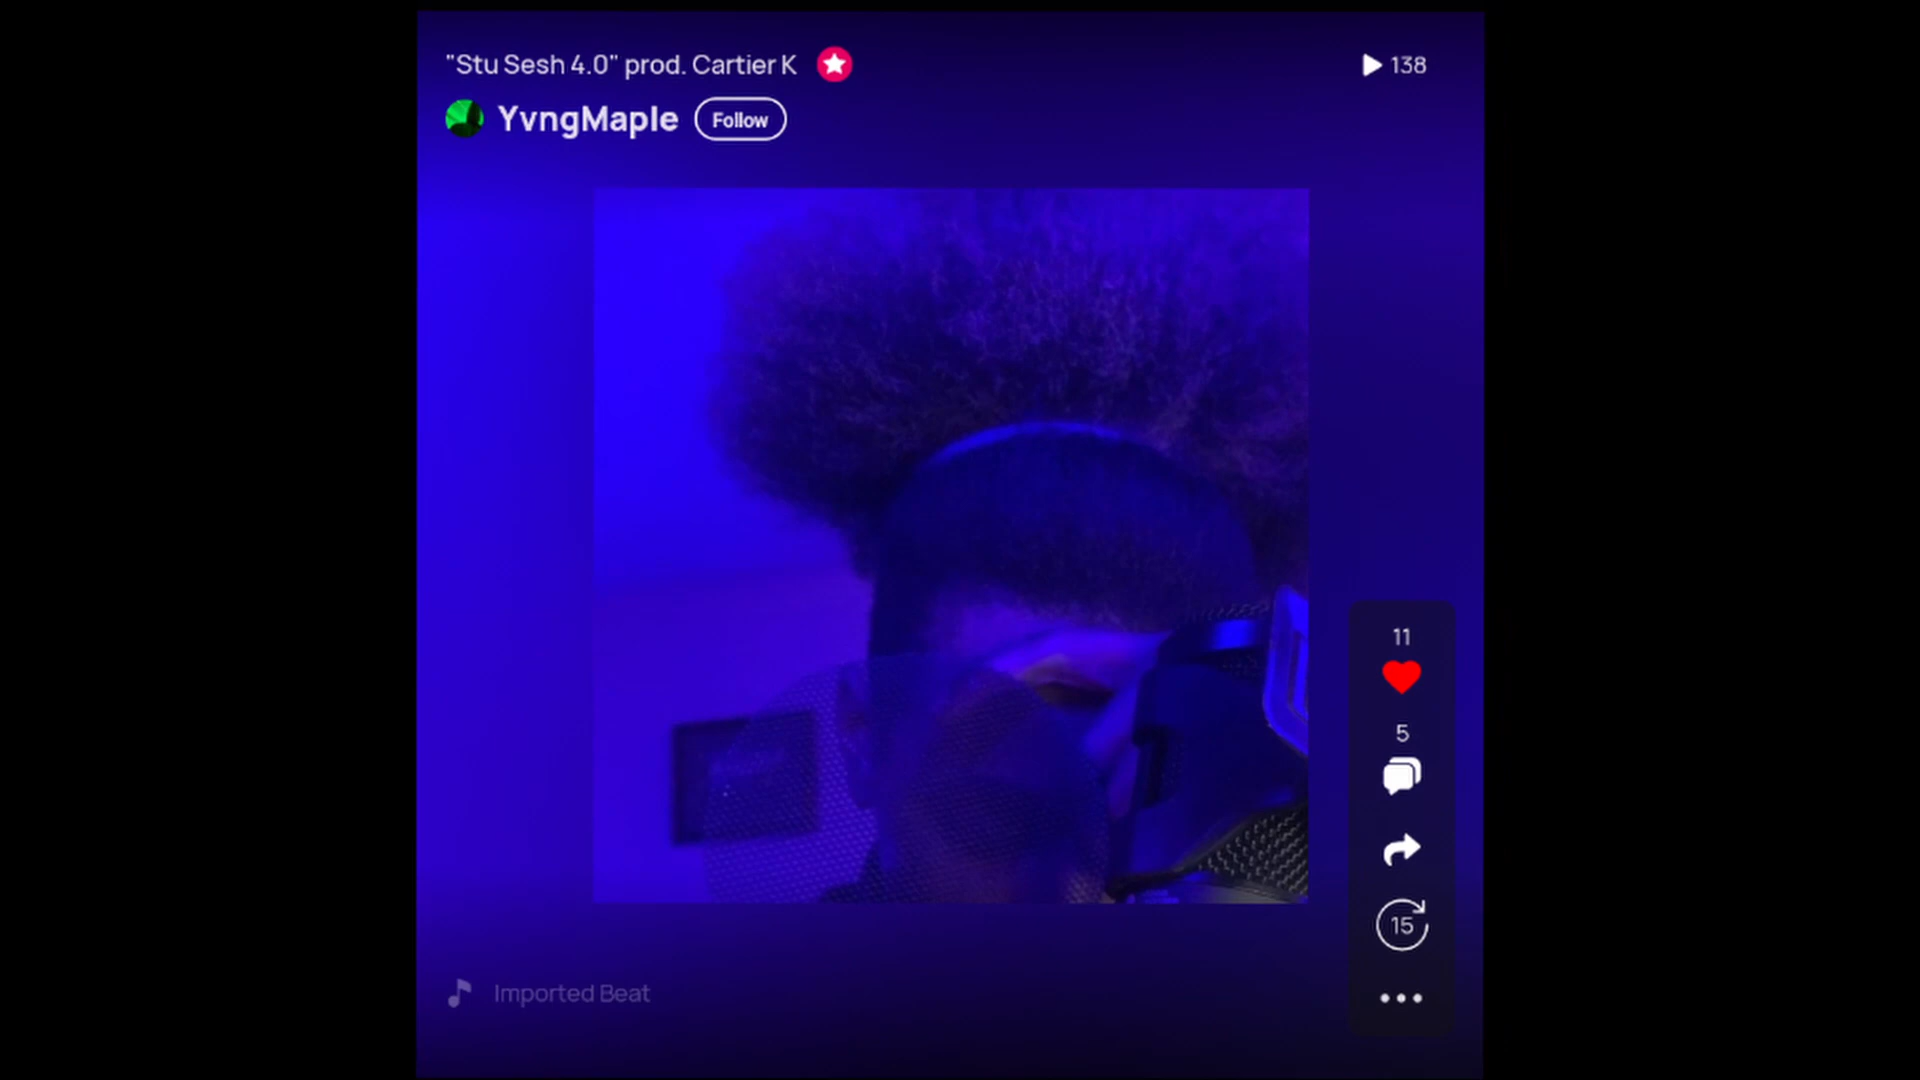 "Stu Sesh 4.0" prod. Cartier K
138
YvngMaple
Follow
11
5
15
Imported Beat